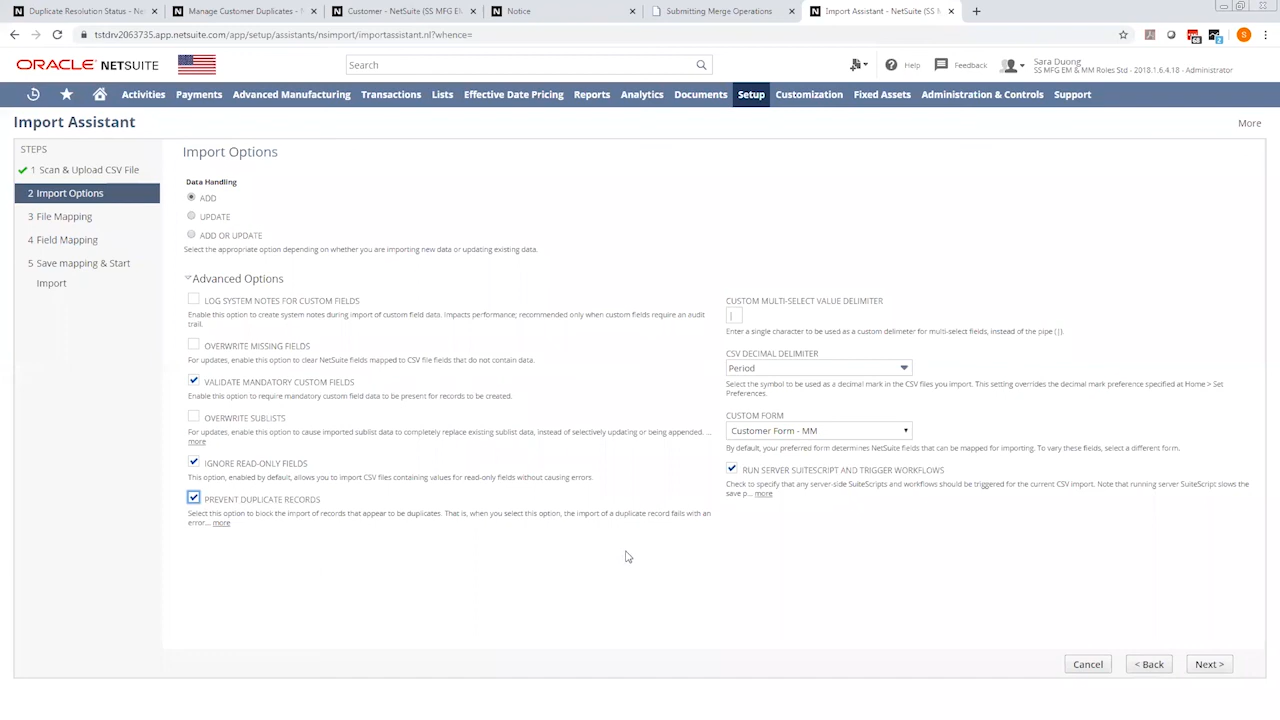 Duplicate Resolution Status - Ne
Manage Customer Duplicates -
Customer - NetSuite (SS MFG EM
Notice
Submitting Merge Operations
Import Assistant - NetSuite (SS M
tstdrv2063735.app.netsuite.com/app/setup/assistants/nsimport/importassistant.nl?whence=
ORACLE NETSUITE
Search
Help
Feedback
Sara Duong
SS MFG EM & MM Roles Std - 2018.1.6.4.18 - Administrator
Activities Payments Advanced Manufacturing Transactions Lists Effective Date Pricing Reports Analytics Documents Setup Customization Fixed Assets Administration & Controls Support
Import Assistant
More
STEPS
1 Scan & Upload CSV File
2 Import Options
3 File Mapping
4 Field Mapping
5 Save mapping & Start
Import
Import Options
Data Handling
ADD
UPDATE
ADD OR UPDATE
Select the appropriate option depending on whether you are importing new data or updating existing data.
Advanced Options
LOG SYSTEM NOTES FOR CUSTOM FIELDS
Enable this option to create system notes during import of custom field data. Impacts performance; recommended only when custom fields require an audit
trail.
OVERWRITE MISSING FIELDS
For updates, enable this option to clear NetSuite fields mapped to CSV file fields that do not contain data.
VALIDATE MANDATORY CUSTOM FIELDS
Enable this option to require mandatory custom field data to be present for records to be created.
OVERWRITE SUBLISTS
For updates, enable this option to cause imported sublist data to completely replace existing sublist data, instead of selectively updating or being appended. ...
more
IGNORE READ-ONLY FIELDS
This option, enabled by default, allows you to import CSV files containing values for read-only fields without causing errors.
PREVENT DUPLICATE RECORDS
Select this option to block the import of records that appear to be duplicates. That is, when you select this option, the import of a duplicate record fails with an
error... more
CUSTOM MULTI-SELECT VALUE DELIMITER
|
Enter a single character to be used as a custom delimiter for multi-select fields, instead of the pipe (|).
CSV DECIMAL DELIMITER
Period
Select the symbol to be used as a decimal mark in the CSV files you import. This setting overrides the decimal mark preference specified at Home > Set
Preferences.
CUSTOM FORM
Customer Form - MM
By default, your preferred form determines NetSuite fields that can be mapped for importing. To vary these fields, select a different form.
RUN SERVER SUITESCRIPT AND TRIGGER WORKFLOWS
Check to specify that any server-side SuiteScripts and workflows should be triggered for the current CSV import. Note that running server SuiteScript slows the
save p... more
Cancel
< Back
Next >